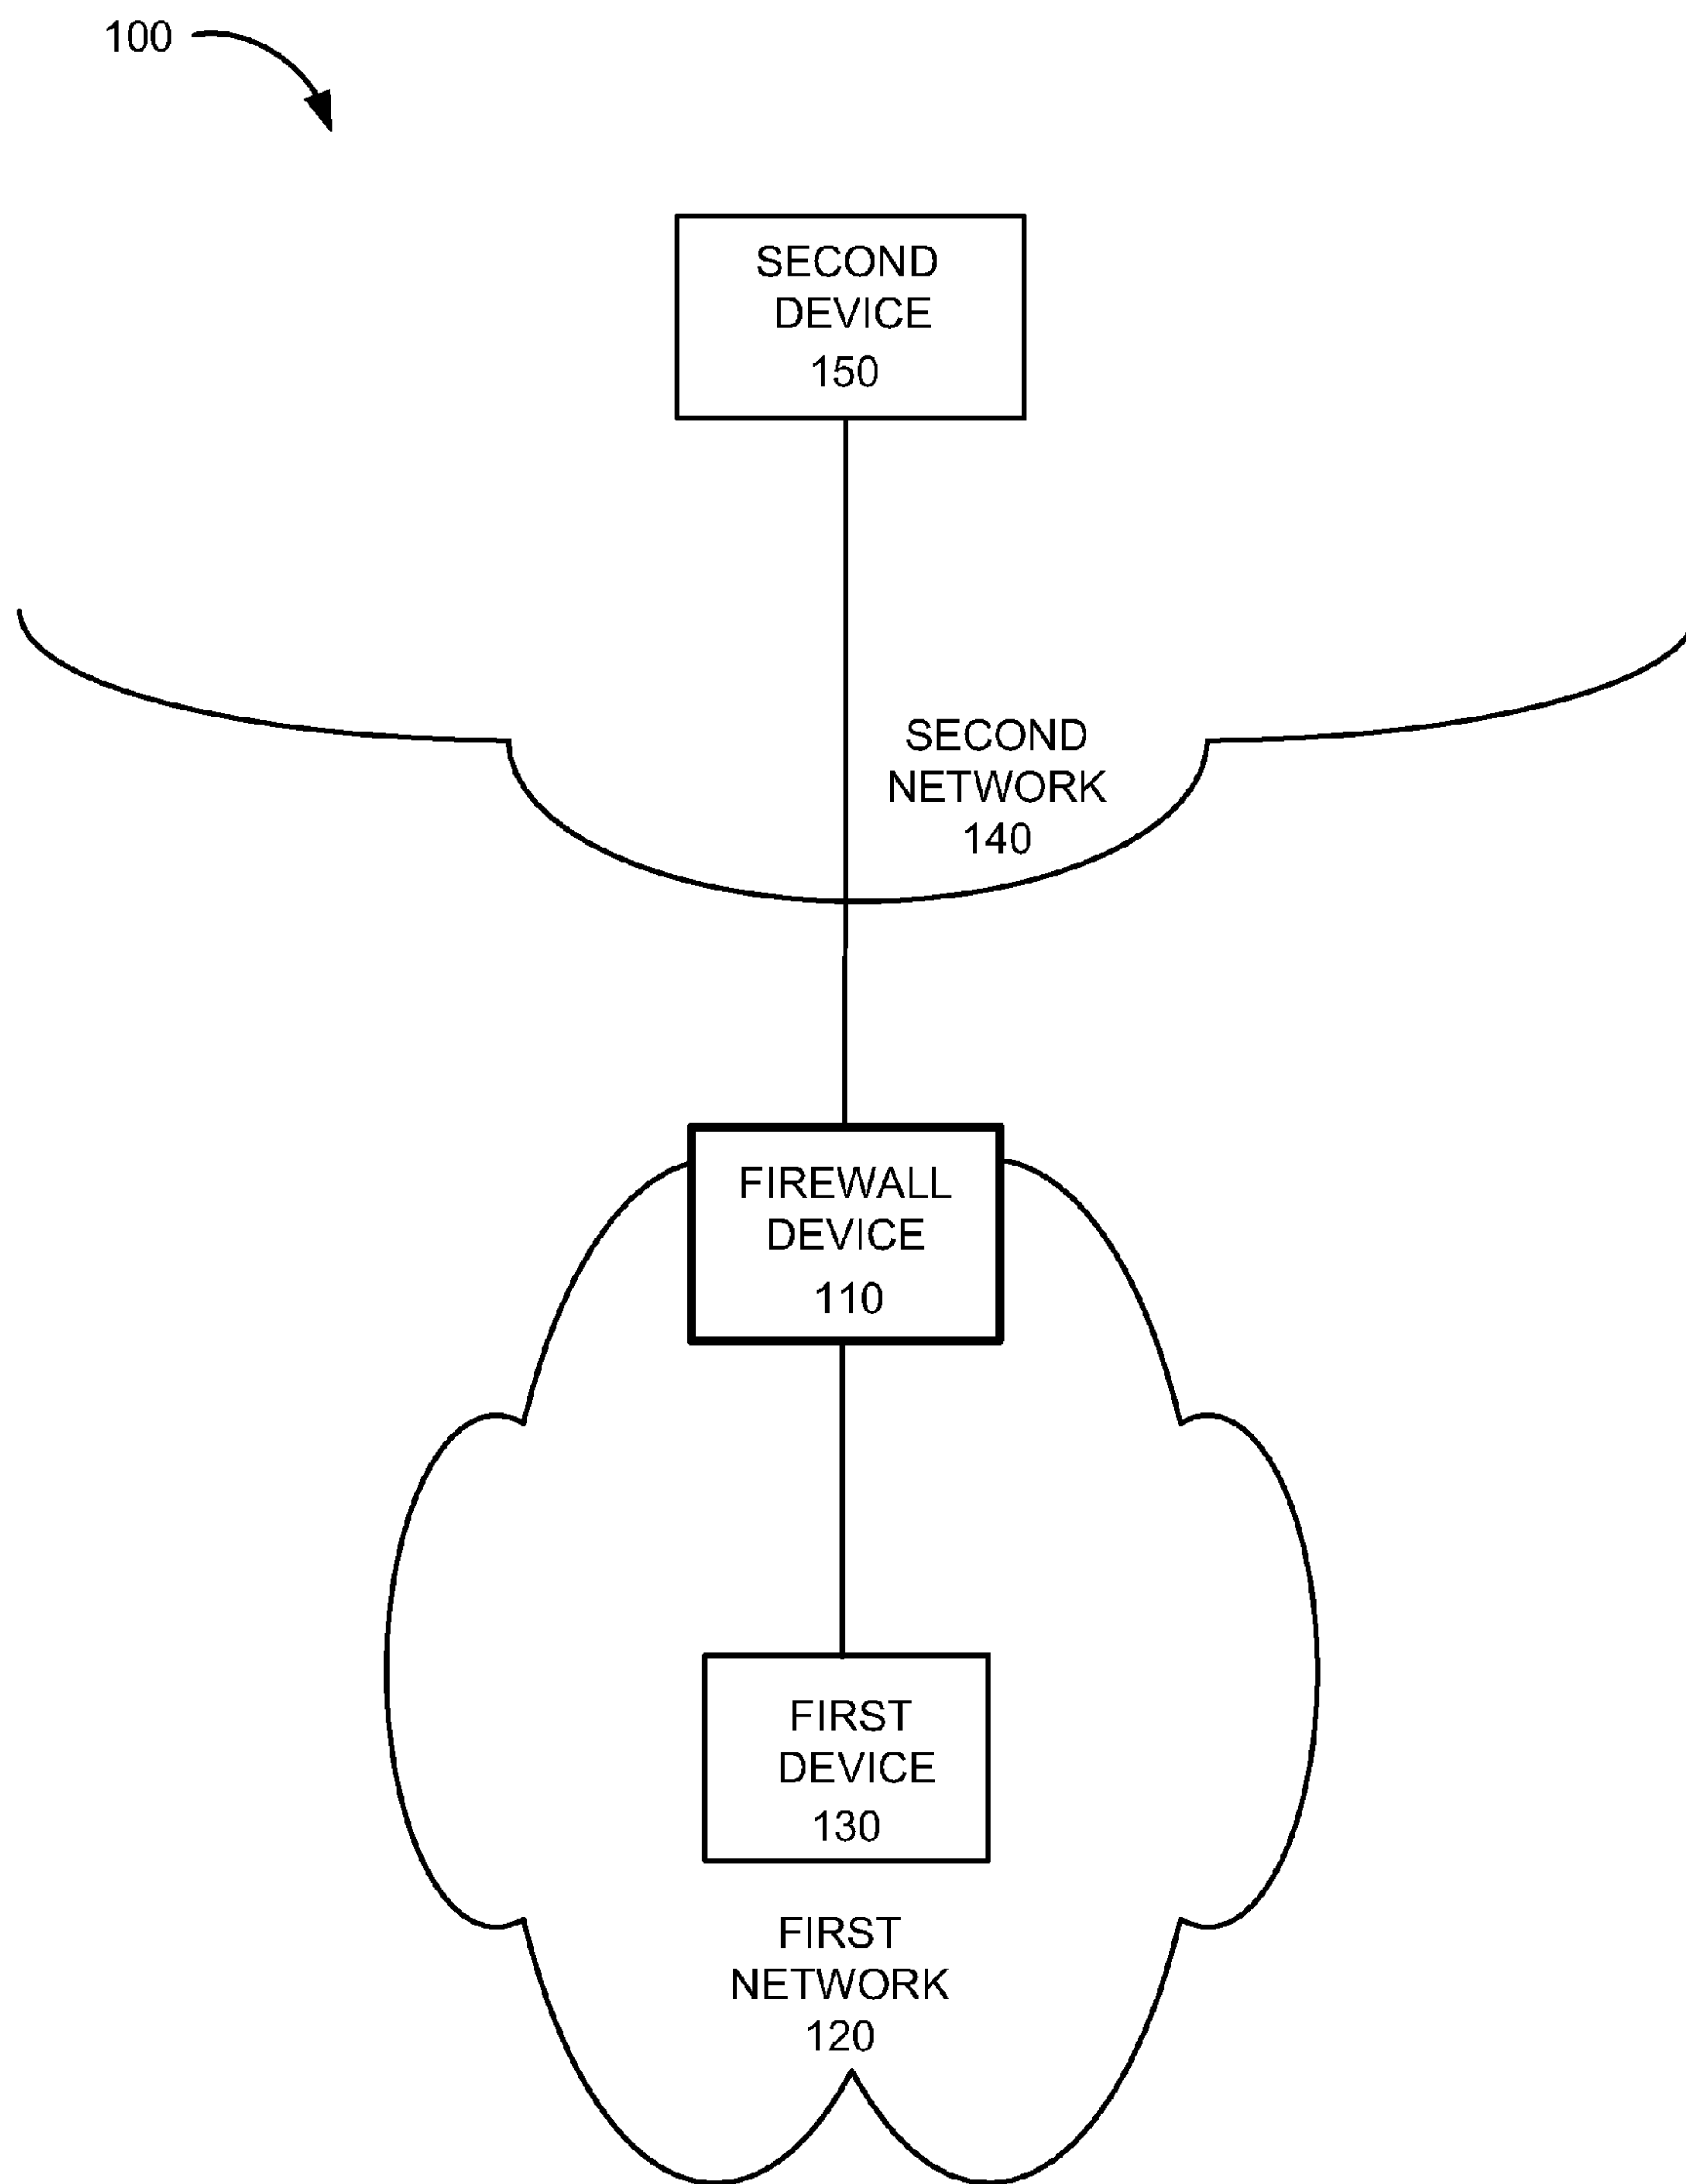 100
SECOND
DEVICE
150
SECOND
NETWORK
140
FIREWALL
DEVICE
110
FIRST
DEVICE
130
FIRST
NETWORK
120